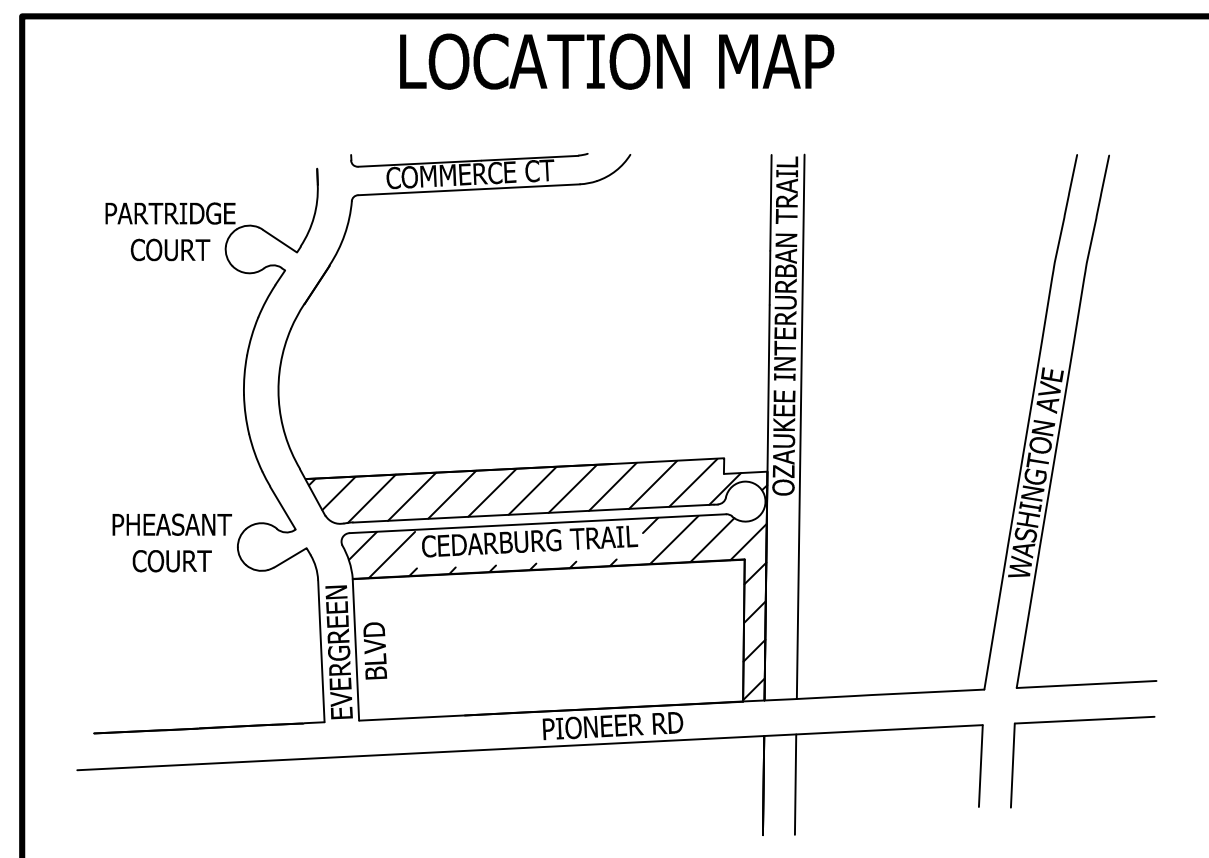 LOCATION MAP
COMMERCE CT
PARTRIDGE
COURT
OZAUKEE INTERURBAN TRAIL
WASHINGTON AVE
PHEASANT
COURT
CEDARBURG TRAIL
EVERGREEN
BLVD
PIONEER RD